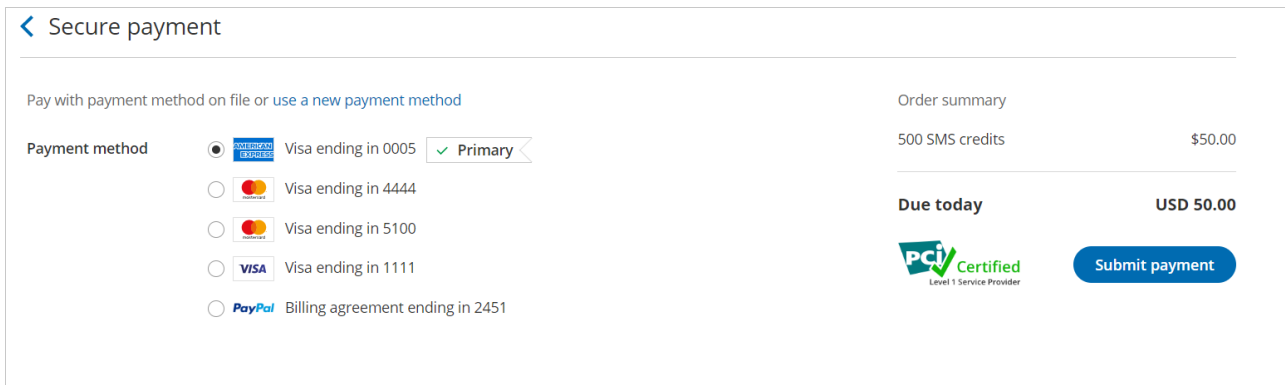 Secure payment
Pay with payment method on file or use a new payment method
Payment method
AMERICAN
EXPRESS
Visa ending in 0005
Primary
mastercard
Visa ending in 4444
mastercard
Visa ending in 5100
VISA
Visa ending in 1111
PayPal
Billing agreement ending in 2451
Order summary
500 SMS credits $50.00
Due today USD 50.00
PCI Certified
Level 1 Service Provider
Submit payment